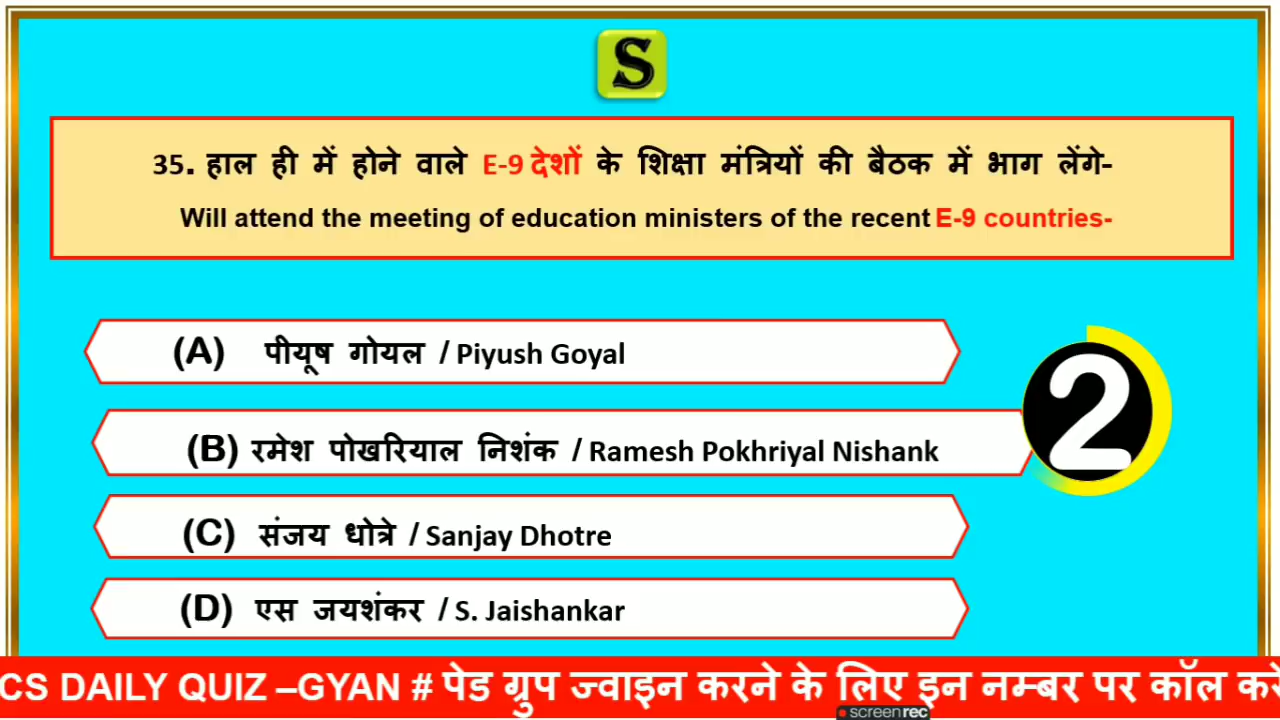 S
35. हाल ही में होने वाले E-9 देशों के शिक्षा मंत्रियों की बैठक में भाग लेंगे-
Will attend the meeting of education ministers of the recent E-9 countries-
(A) पीयूष गोयल / Piyush Goyal
(B) रमेश पोखरियाल निशंक / Ramesh Pokhriyal Nishank
2
(C) संजय धोत्रे / Sanjay Dhotre
(D) एस जयशंकर / S. Jaishankar
CS DAILY QUIZ –GYAN # पेड ग्रुप ज्वाइन करने के लिए इन नम्बर पर कॉल करे
screenrec